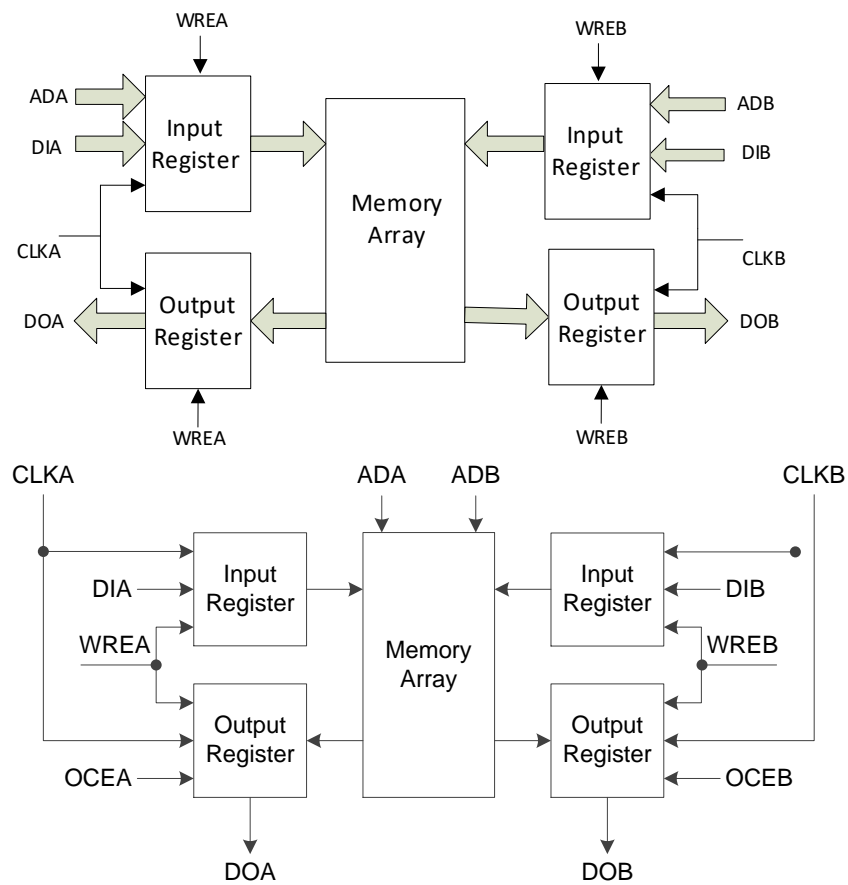 WREA
WREB
ADA
DIA
Input
Register
Input
Register
ADB
DIB
Memory
Array
CLKA
CLKB
DOA
Output
Register
Output
Register
DOB
WREA
WREB
CLKA
ADA
ADB
CLKB
DIA
Input
Register
Input
Register
DIB
WREA
Memory
Array
WREB
Output
Register
Output
Register
OCEA
OCEB
DOA
DOB